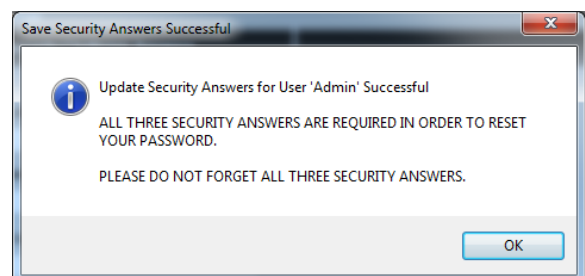 Save Security Answers Successful
Update Security Answers for User 'Admin' Successful
ALL THREE SECURITY ANSWERS ARE REQUIRED IN ORDER TO RESET
YOUR PASSWORD.
PLEASE DO NOT FORGET ALL THREE SECURITY ANSWERS.
OK